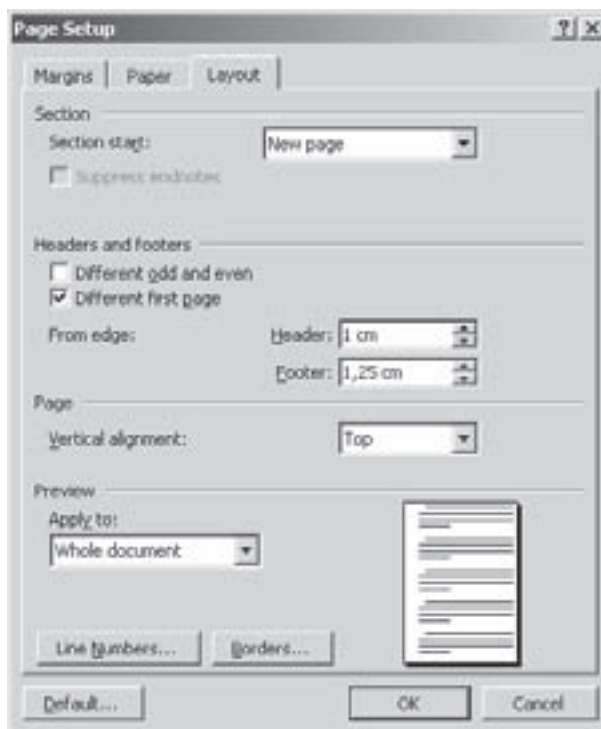 Page Setup
Margins Paper Layout
Section
Section start: New page
Suppress endnotes
Headers and footers
Different odd and even
Different first page
From edge: Header: 1 cm
Footer: 1,25 cm
Page
Vertical alignment: Top
Preview
Apply to:
Whole document
Line Numbers... Borders...
Default... OK Cancel